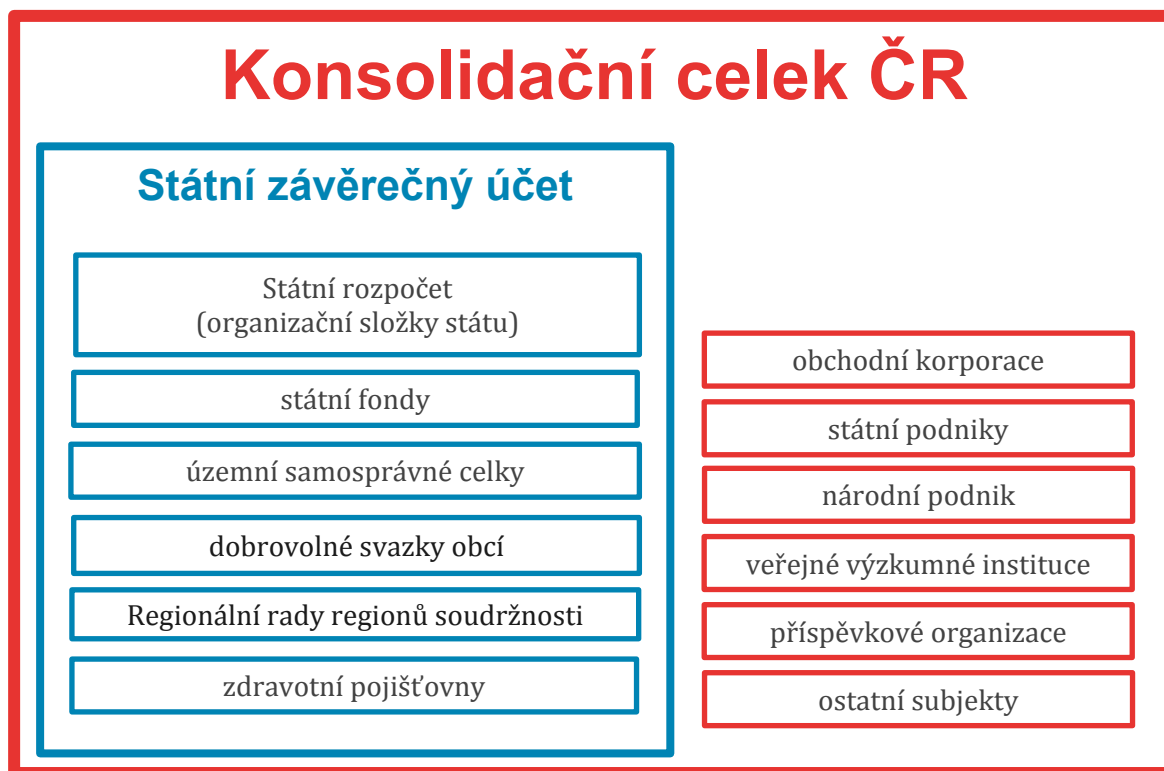 Konsolidační celek ČR
Státní závěrečný účet
Státní rozpočet
(organizační složky státu)
státní fondy
územní samosprávné celky
dobrovolné svazky obcí
Regionální rady regionů soudržnosti
zdravotní pojišťovny
obchodní korporace
státní podniky
národní podnik
veřejné výzkumné instituce
příspěvkové organizace
ostatní subjekty